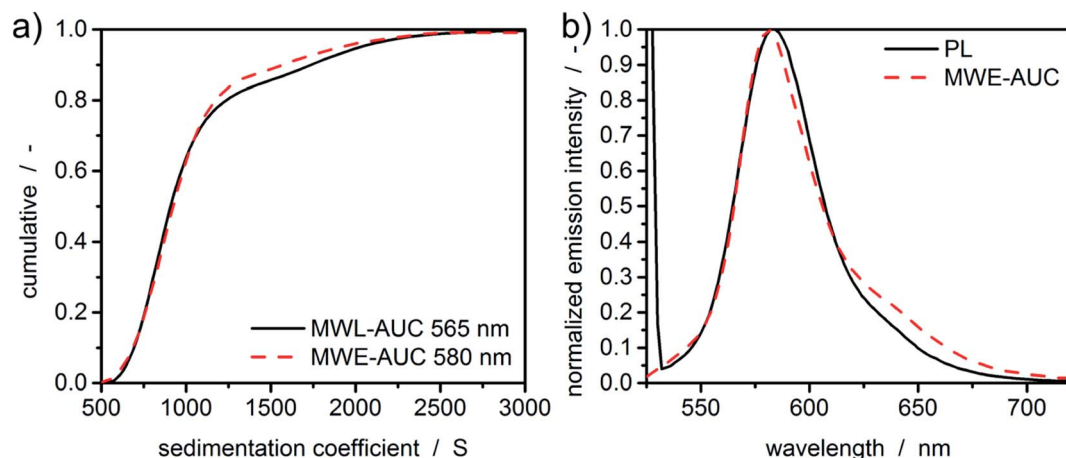 a)
1.0
0.8
0.6
0.4
0.2
0.0
cumulative / -
MWL-AUC 565 nm
MWE-AUC 580 nm
500 1000 1500 2000 2500 3000
sedimentation coefficient / S
b)
1.0
0.9
0.8
0.7
0.6
0.5
0.4
0.3
0.2
0.1
0.0
normalized emission intensity / -
PL
MWE-AUC
550 600 650 700
wavelength / nm